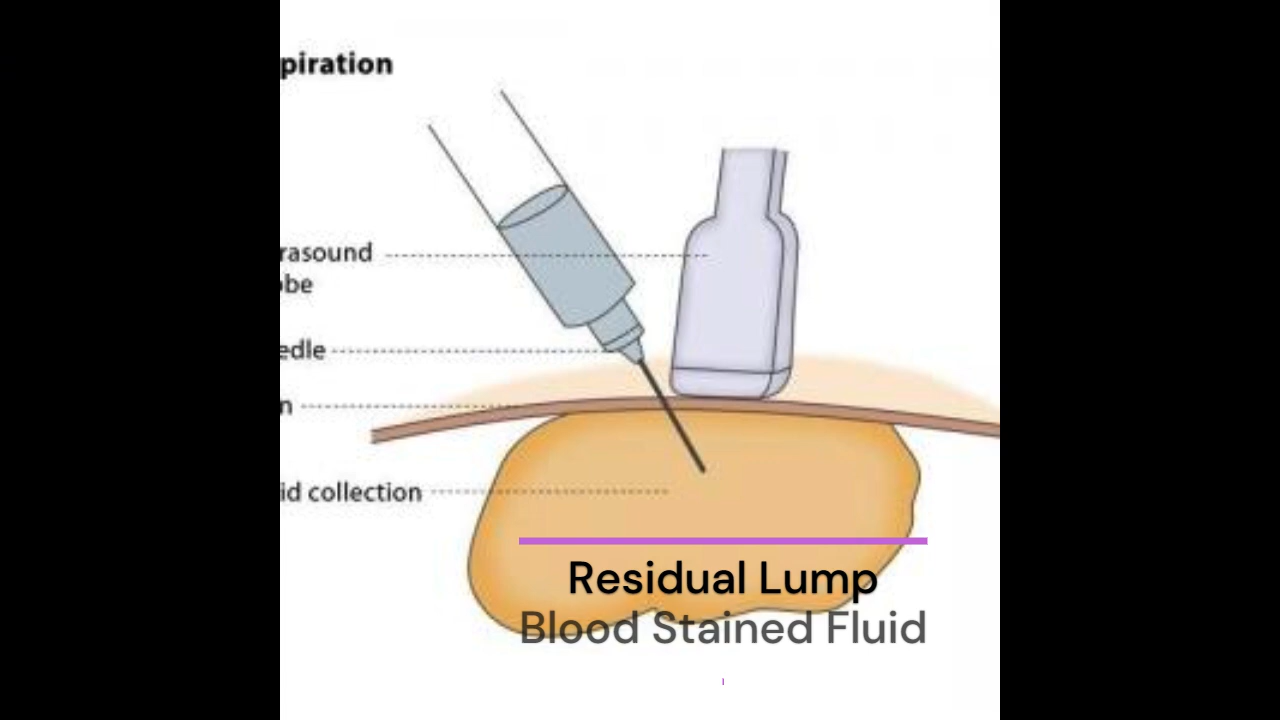 piration
rasound
obe
edle
n
id collection
Residual Lump
Blood Stained Fluid